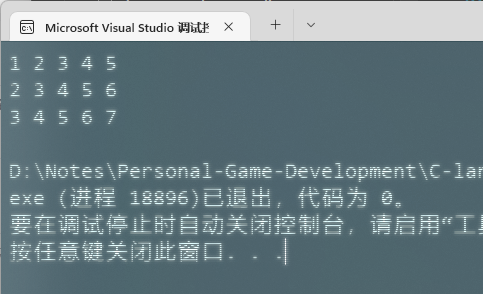 Microsoft Visual Studio 调试
1 2 3 4 5
2 3 4 5 6
3 4 5 6 7
D:\Notes\Personal-Game-Development\C-lan
exe (进程 18896)已退出，代码为 0。
要在调试停止时自动关闭控制台，请启用“工具
按任意键关闭此窗口. . .